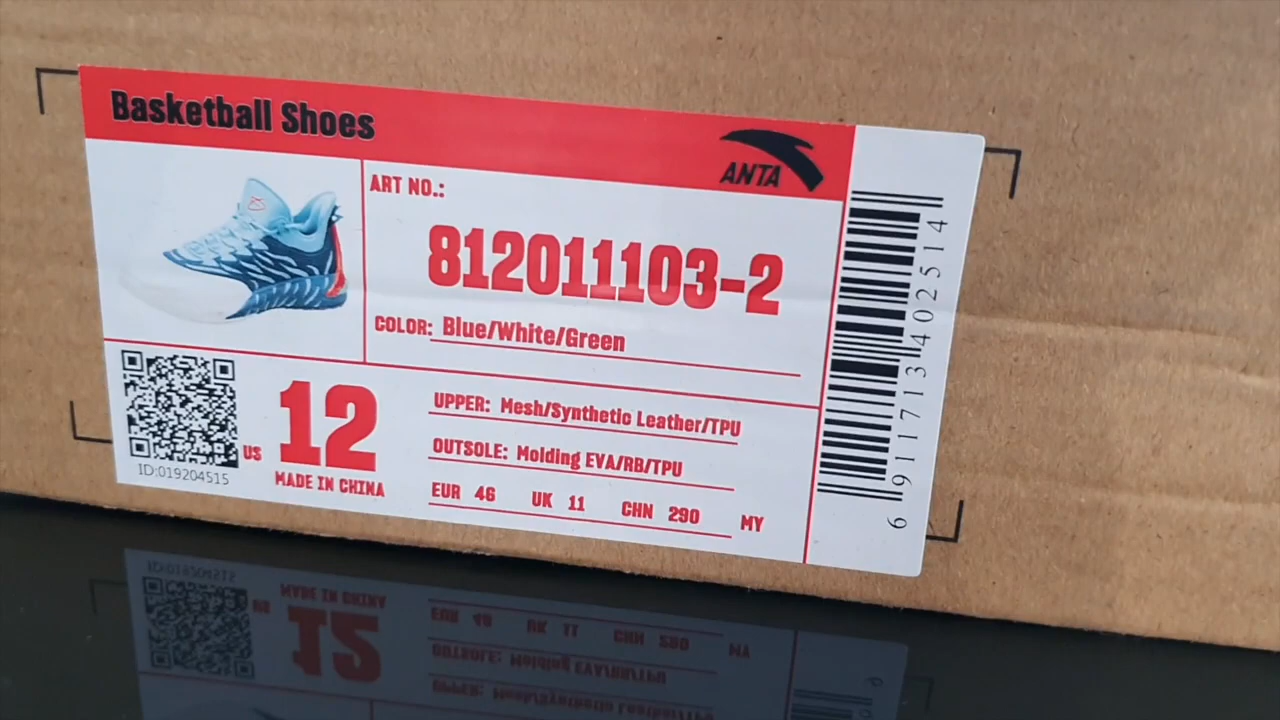 Basketball Shoes
ANTA
ART NO.:
812011103-2
COLOR: Blue/White/Green
US 12
MADE IN CHINA
ID:019204515
UPPER: Mesh/Synthetic Leather/TPU
OUTSOLE: Molding EVA/RB/TPU
EUR 46 UK 11 CHN 290 MY
6 911713 402514